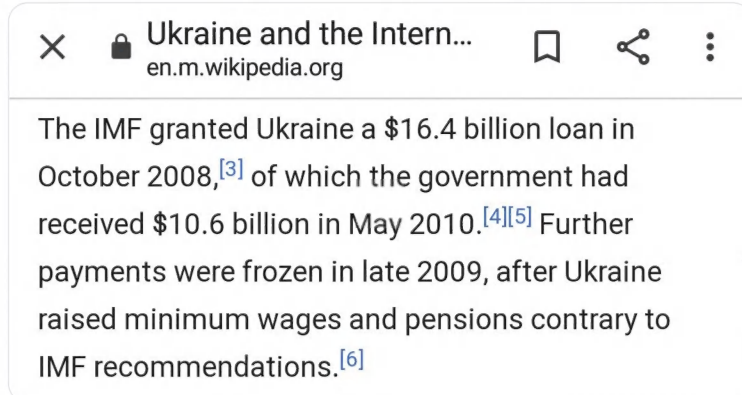 Ukraine and the Intern...
en.m.wikipedia.org
The IMF granted Ukraine a $16.4 billion loan in
October 2008,[3] of which the government had
received $10.6 billion in May 2010.[4][5] Further
payments were frozen in late 2009, after Ukraine
raised minimum wages and pensions contrary to
IMF recommendations.[6]